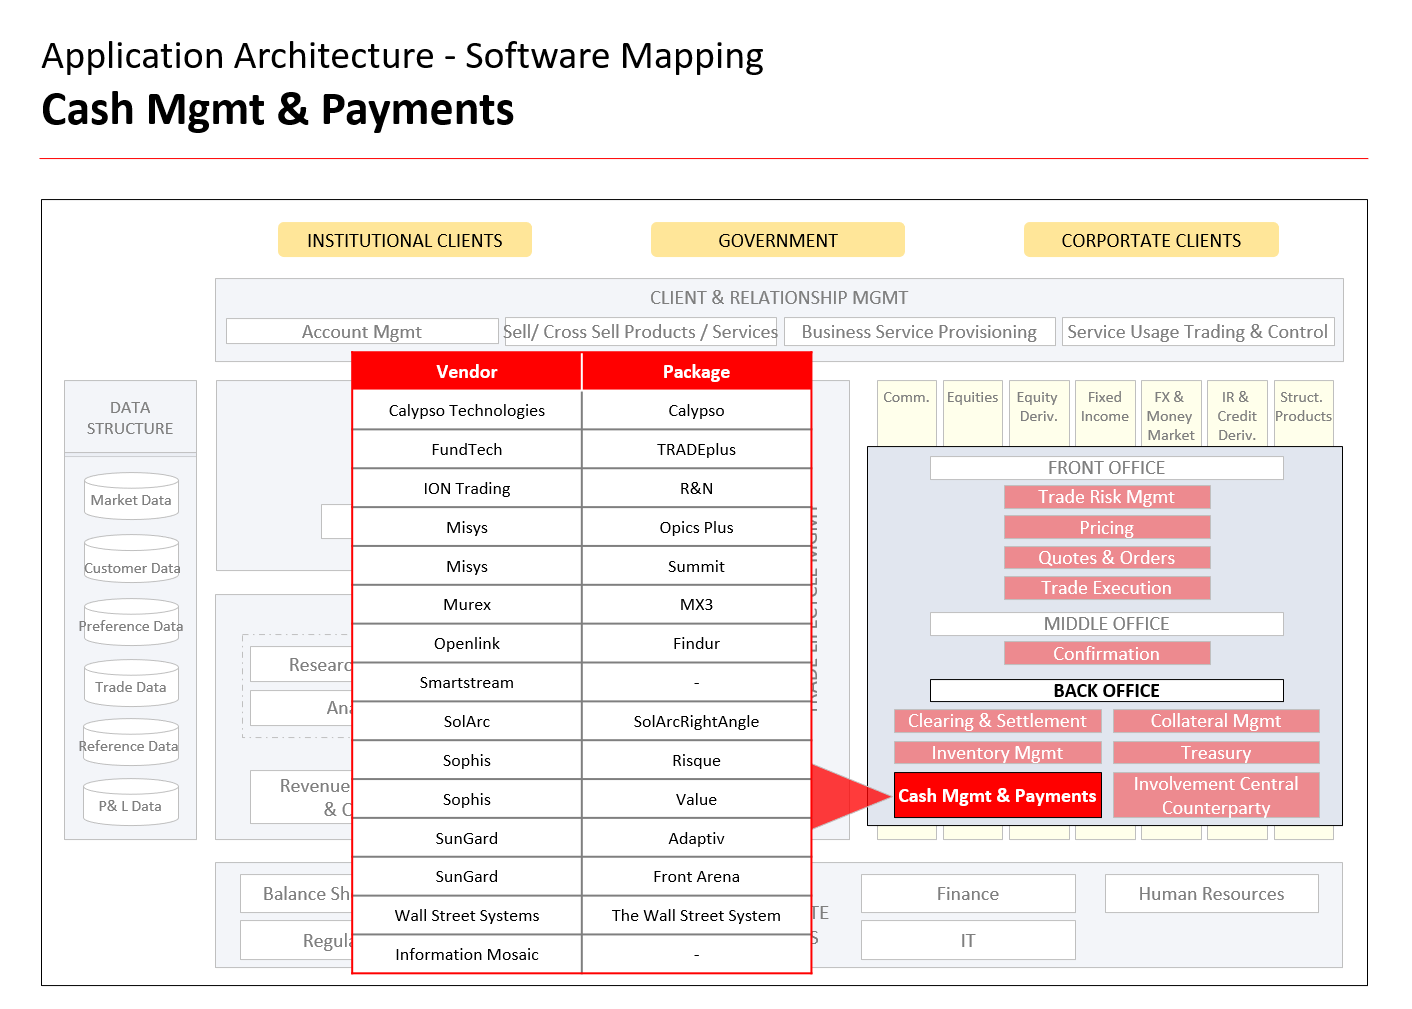 Application Architecture - Software Mapping
Cash Mgmt & Payments
INSTITUTIONAL CLIENTS
GOVERNMENT
CORPORTATE CLIENTS
CLIENT & RELATIONSHIP MGMT
Account Mgmt
Sell/ Cross Sell Products / Services
Business Service Provisioning
Service Usage Trading & Control
DATA
STRUCTURE
Market Data
Customer Data
Preference Data
Trade Data
Reference Data
P& L Data
Vendor Package
Calypso Technologies Calypso
FundTech TRADEplus
ION Trading R&N
Misys Opics Plus
Misys Summit
Murex MX3
Openlink Findur
Smartstream -
SolArc SolArcRightAngle
Sophis Risque
Sophis Value
SunGard Adaptiv
SunGard Front Arena
Wall Street Systems The Wall Street System
Information Mosaic -
Revenue
&
TRADE LIFECYCLE MGMT
Comm.
Equities
Equity
Deriv.
Fixed
Income
FX &
Money
Market
IR &
Credit
Deriv.
Struct.
Products
FRONT OFFICE
Trade Risk Mgmt
Pricing
Quotes & Orders
Trade Execution
MIDDLE OFFICE
Confirmation
BACK OFFICE
Clearing & Settlement
Collateral Mgmt
Inventory Mgmt
Treasury
Cash Mgmt & Payments
Involvement Central
Counterparty
Balance
Finance
Human Resources
IT